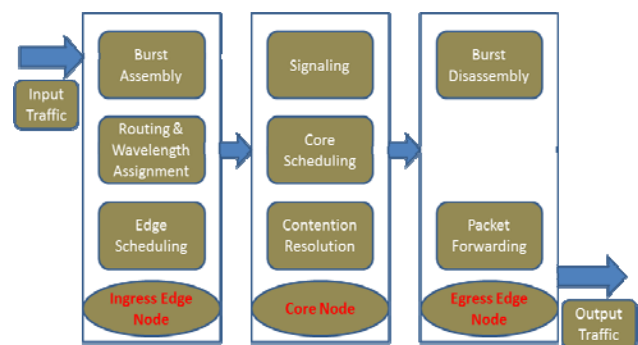 Input
Traffic
Burst
Assembly
Routing &
Wavelength
Assignment
Edge
Scheduling
Ingress Edge
Node
Signaling
Core
Scheduling
Contention
Resolution
Core Node
Burst
Disassembly
Packet
Forwarding
Egress Edge
Node
Output
Traffic